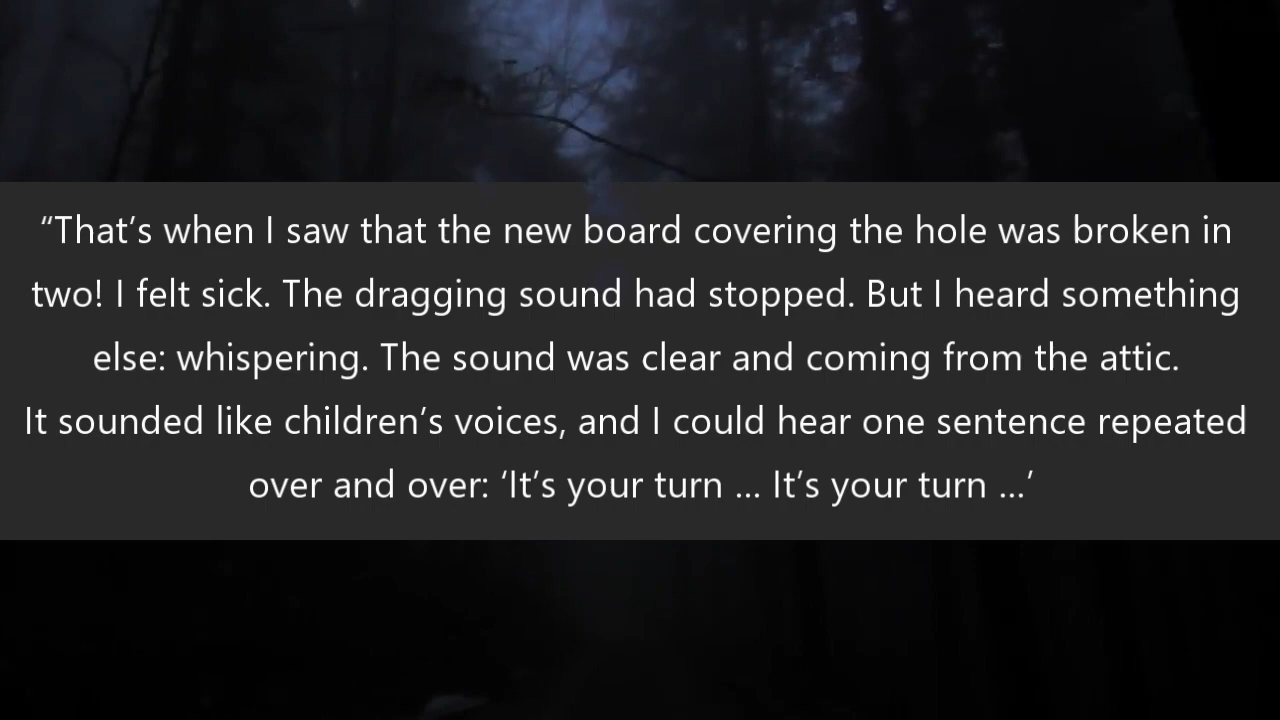 “That’s when I saw that the new board covering the hole was broken in
two! I felt sick. The dragging sound had stopped. But I heard something
else: whispering. The sound was clear and coming from the attic.
It sounded like children’s voices, and I could hear one sentence repeated
over and over: ‘It’s your turn ... It’s your turn ...’